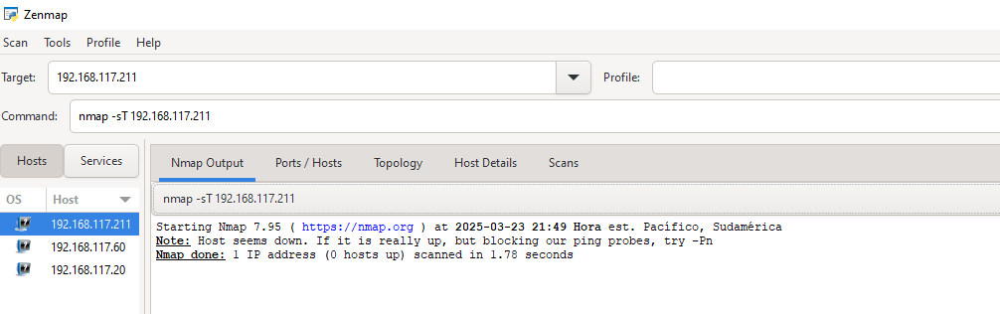 Zenmap
Scan Tools Profile Help
Target: 192.168.117.211 Profile:
Command: nmap -sT 192.168.117.211
Hosts Services Nmap Output Ports / Hosts Topology Host Details Scans
OS Host nmap -sT 192.168.117.211
192.168.117.211
192.168.117.60
192.168.117.20
Starting Nmap 7.95 ( https://nmap.org ) at 2025-03-23 21:49 Hora est. Pacífico, Sudamérica
Note: Host seems down. If it is really up, but blocking our ping probes, try -Pn
Nmap done: 1 IP address (0 hosts up) scanned in 1.78 seconds